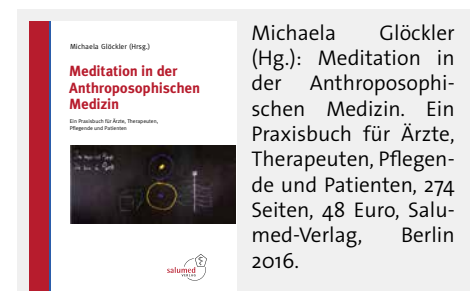 Michaela Glöckler (Hrsg.)
Meditation in der
Anthroposophischen
Medizin
Ein Praxisbuch für Ärzte, Therapeuten,
Pflegende und Patienten
salumed
VERLAG
Michaela Glöckler
(Hg.): Meditation in
der Anthroposophi-
schen Medizin. Ein
Praxisbuch für Ärzte,
Therapeuten, Pflegen-
de und Patienten, 274
Seiten, 48 Euro, Salu-
med-Verlag, Berlin
2016.